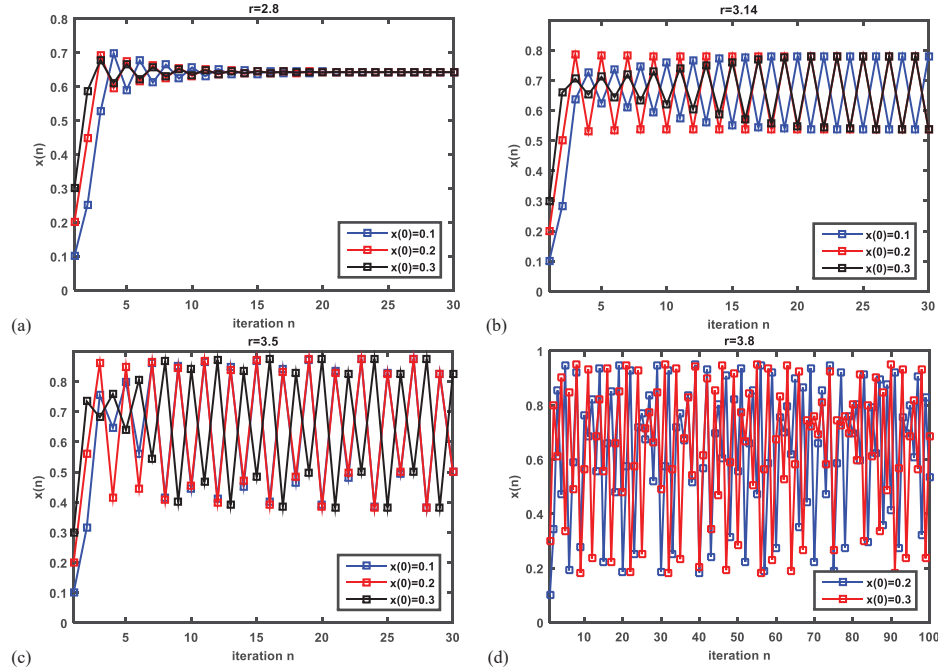 r=2.8
0.8
0.7
0.6
0.5
0.4
0.3
0.2
0.1
0
x(n)
5 10 15 20 25 30
iteration n
x(0)=0.1
x(0)=0.2
x(0)=0.3
(a)
r=3.14
0.8
0.7
0.6
0.5
0.4
0.3
0.2
0.1
0
x(n)
5 10 15 20 25 30
iteration n
x(0)=0.1
x(0)=0.2
x(0)=0.3
(b)
r=3.5
0.8
0.7
0.6
0.5
0.4
0.3
0.2
0.1
0
x(n)
5 10 15 20 25 30
iteration n
x(0)=0.1
x(0)=0.2
x(0)=0.3
(c)
r=3.8
1
0.8
0.6
0.4
0.2
0
x(n)
10 20 30 40 50 60 70 80 90 100
iteration n
x(0)=0.2
x(0)=0.3
(d)